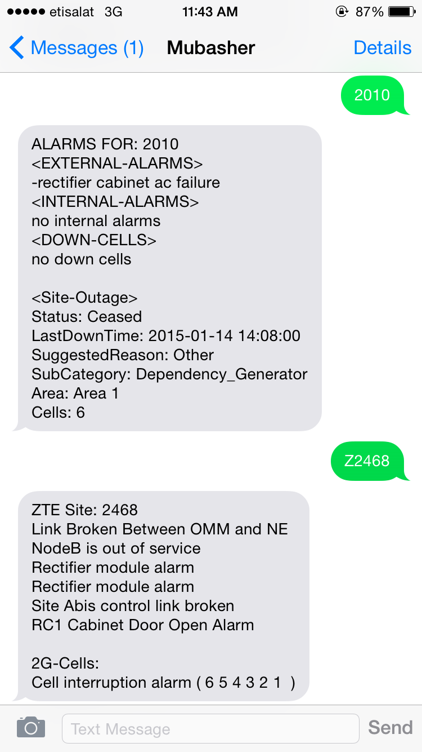 etisalat 3G 11:43 AM 87%
Messages (1) Mubasher Details
2010
ALARMS FOR: 2010
<EXTERNAL-ALARMS>
-rectifier cabinet ac failure
<INTERNAL-ALARMS>
no internal alarms
<DOWN-CELLS>
no down cells
<Site-Outage>
Status: Ceased
LastDownTime: 2015-01-14 14:08:00
SuggestedReason: Other
SubCategory: Dependency_Generator
Area: Area 1
Cells: 6
Z2468
ZTE Site: 2468
Link Broken Between OMM and NE
NodeB is out of service
Rectifier module alarm
Rectifier module alarm
Site Abis control link broken
RC1 Cabinet Door Open Alarm
2G-Cells:
Cell interruption alarm ( 6 5 4 3 2 1 )
Text Message Send